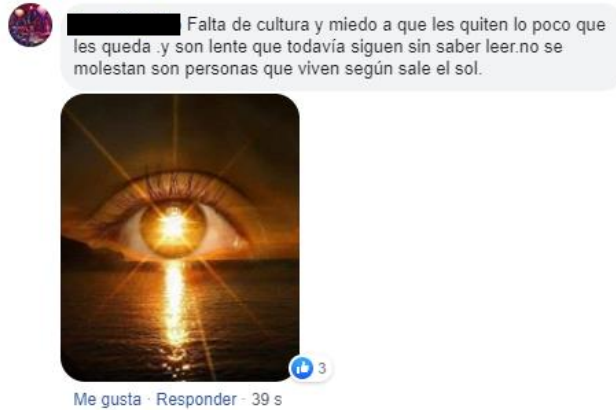 Falta de cultura y miedo a que les quiten lo poco que
les queda .y son lente que todavía siguen sin saber leer.no se
molestan son personas que viven según sale el sol.
3
Me gusta · Responder · 39 s